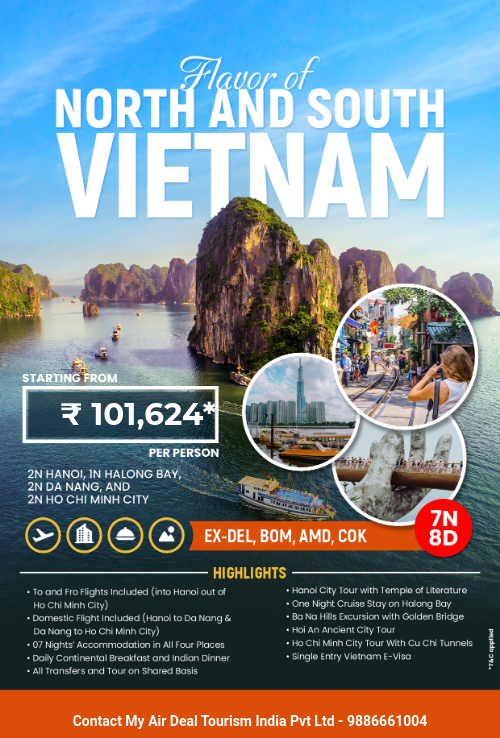 Flavor of
NORTH AND SOUTH
VIETNAM
STARTING FROM
₹ 101,624*
PER PERSON
2N HANOI, 1N HALONG BAY,
2N DA NANG, AND
2N HO CHI MINH CITY
EX-DEL, BOM, AMD, COK
7N
8D
HIGHLIGHTS
• To and Fro Flights Included (into Hanoi out of
Ho Chi Minh City)
• Domestic Flight Included (Hanoi to Da Nang &
Da Nang to Ho Chi Minh City)
• 07 Nights' Accommodation in All Four Places
• Daily Continental Breakfast and Indian Dinner
• All Transfers and Tour on Shared Basis
• Hanoi City Tour with Temple of Literature
• One Night Cruise Stay on Halong Bay
• Ba Na Hills Excursion with Golden Bridge
• Hoi An Ancient City Tour
• Ho Chi Minh City Tour With Cu Chi Tunnels
• Single Entry Vietnam E-Visa
*T&C applied
Contact My Air Deal Tourism India Pvt Ltd - 9886661004